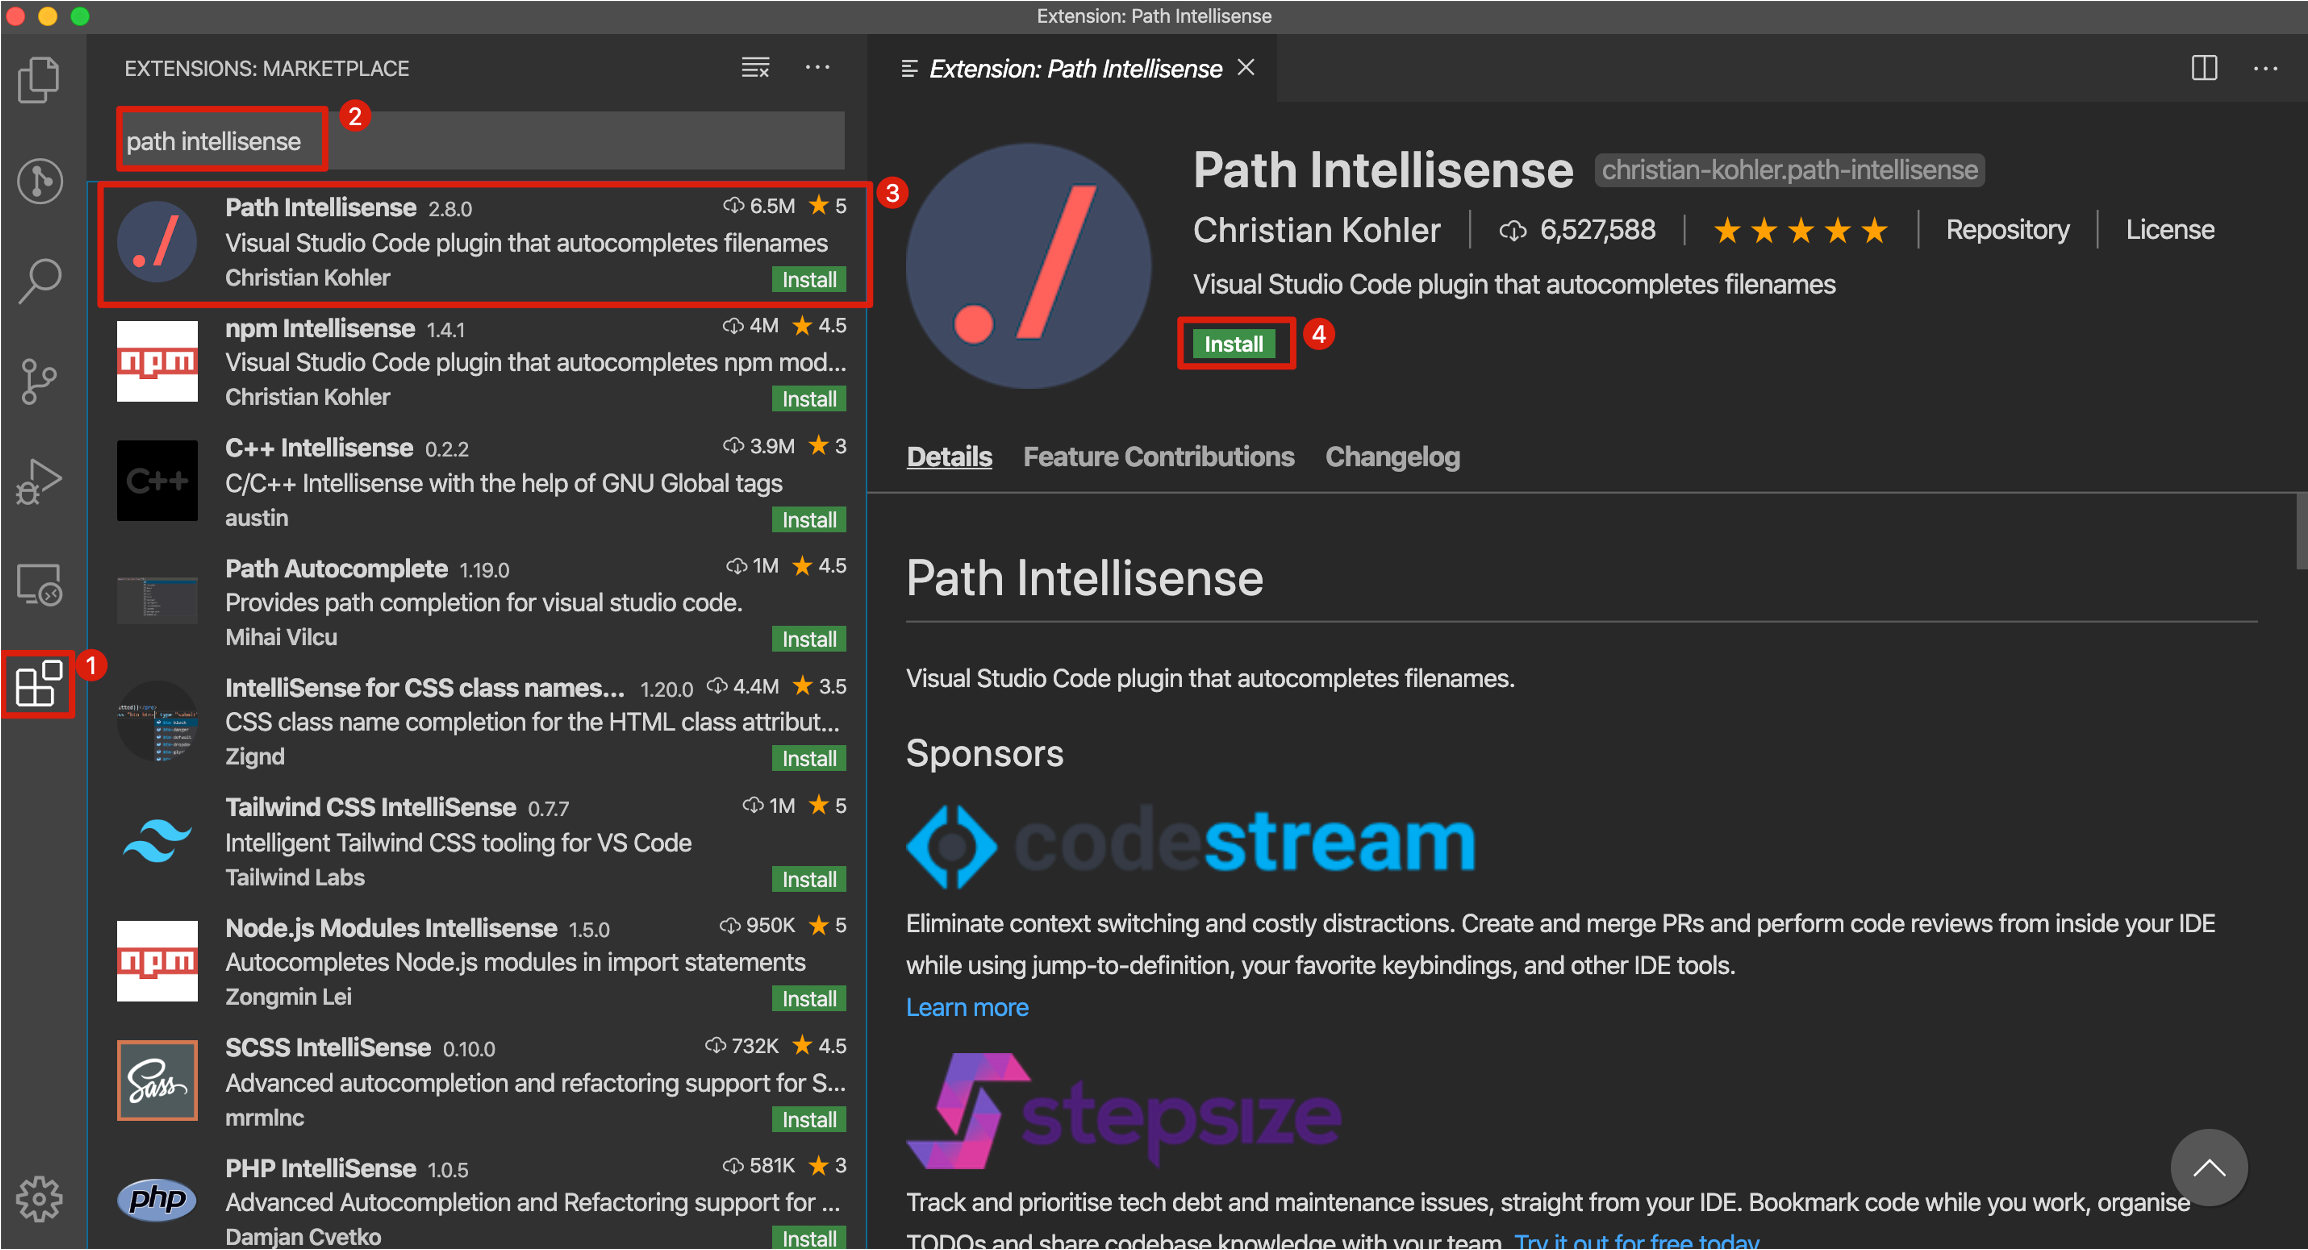 Extension: Path Intellisense
EXTENSIONS: MARKETPLACE
path intellisense
2
1
Path Intellisense 2.8.0 6.5M 5
Visual Studio Code plugin that autocompletes filenames
Christian Kohler Install
3
npm Intellisense 1.4.1 4M 4.5
Visual Studio Code plugin that autocompletes npm mod...
Christian Kohler Install
npm
C++ Intellisense 0.2.2 3.9M 3
C/C++ Intellisense with the help of GNU Global tags
austin Install
C++
Path Autocomplete 1.19.0 1M 4.5
Provides path completion for visual studio code.
Mihai Vilcu Install
IntelliSense for CSS class names... 1.20.0 4.4M 3.5
CSS class name completion for the HTML class attribut...
Zignd Install
Tailwind CSS IntelliSense 0.7.7 1M 5
Intelligent Tailwind CSS tooling for VS Code
Tailwind Labs Install
Node.js Modules Intellisense 1.5.0 950K 5
Autocompletes Node.js modules in import statements
Zongmin Lei Install
npm
SCSS IntelliSense 0.10.0 732K 4.5
Advanced autocompletion and refactoring support for S...
mrmlnc Install
Sass
PHP IntelliSense 1.0.5 581K 3
Advanced Autocompletion and Refactoring support for ...
Damjan Cvetko Install
php
Extension: Path Intellisense
./
Path Intellisense christian-kohler.path-intellisense
Christian Kohler 6,527,588 Repository License
Visual Studio Code plugin that autocompletes filenames
Install
4
Details Feature Contributions Changelog
Path Intellisense
Visual Studio Code plugin that autocompletes filenames.
Sponsors
codestream
Eliminate context switching and costly distractions. Create and merge PRs and perform code reviews from inside your IDE
while using jump-to-definition, your favorite keybindings, and other IDE tools.
Learn more
stepsize
Track and prioritise tech debt and maintenance issues, straight from your IDE. Bookmark code while you work, organise
TODOs and share codebase knowledge with your team. Try it out for free today